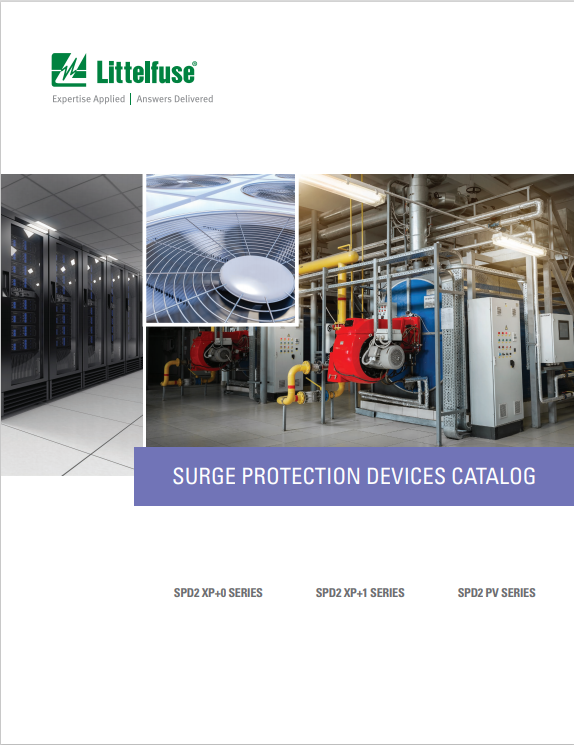 Littelfuse®
Expertise Applied | Answers Delivered
SURGE PROTECTION DEVICES CATALOG
SPD2 XP+0 SERIES SPD2 XP+1 SERIES SPD2 PV SERIES